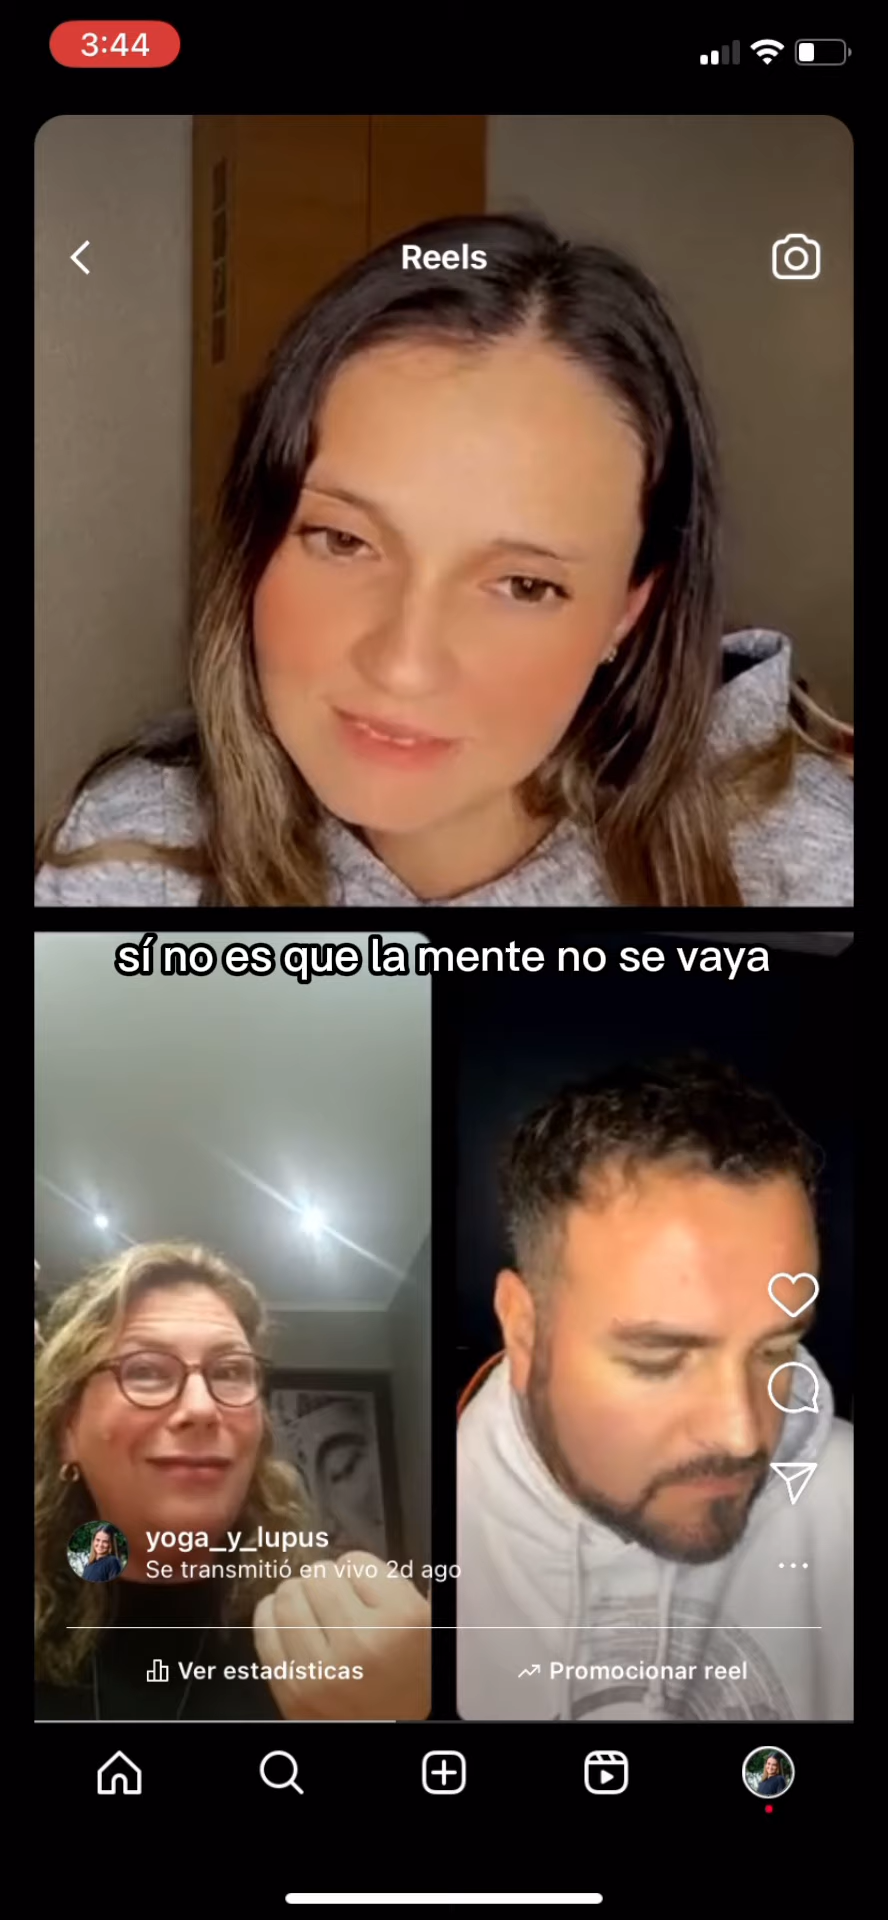 3:44
Reels
sí no es que la mente no se vaya
yoga_y_lupus
Se transmitió en vivo 2d ago
Ver estadísticas
Promocionar reel